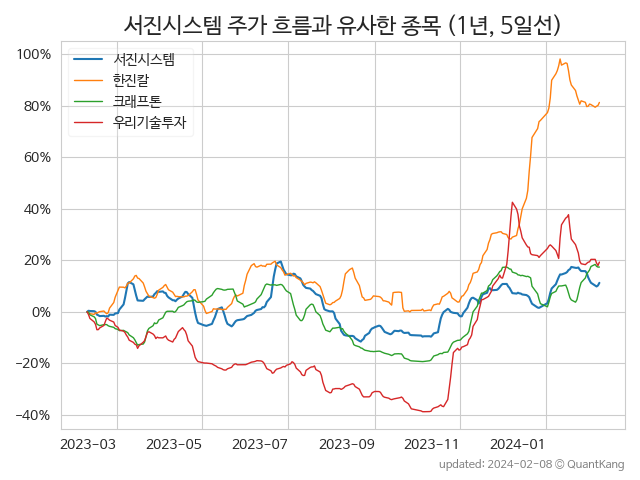 서진시스템 주가 흐름과 유사한 종목 (1년, 5일선)
서진시스템
한진칼
크래프톤
우리기술투자
100%
80%
60%
40%
20%
0%
−20%
−40%
2023-03 2023-05 2023-07 2023-09 2023-11 2024-01
updated: 2024-02-08 © QuantKang